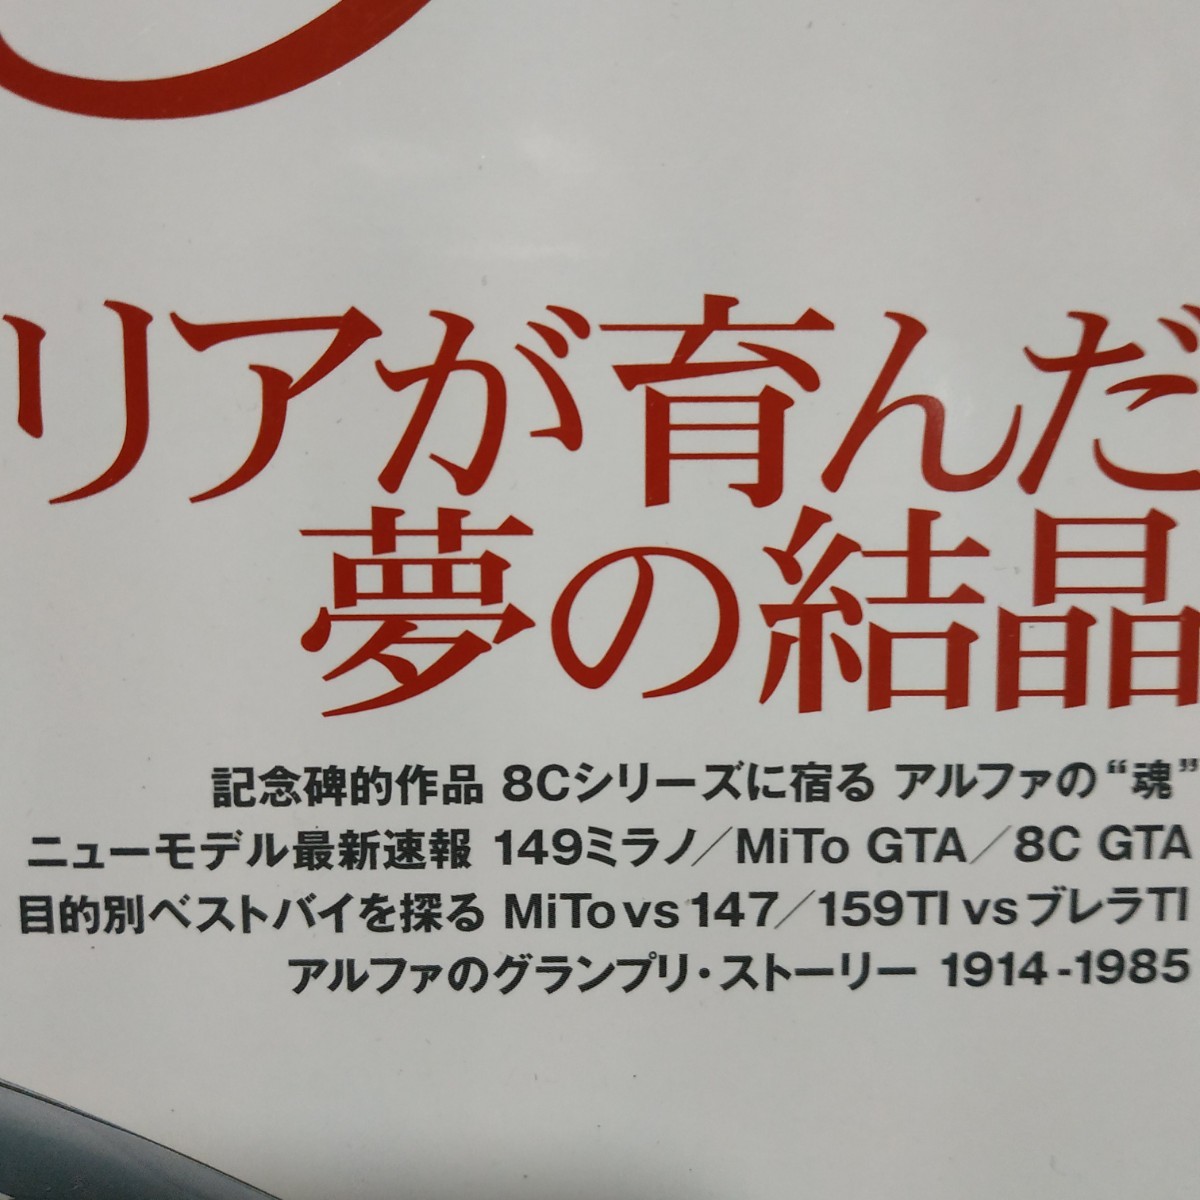 リアが育んだ
夢の結晶
記念碑的作品 8Cシリーズに宿る アルファの“魂”
ニューモデル最新速報 149ミラノ／MiTo GTA／8C GTA
目的別ベストバイを探る MiTo vs 147／159TI vs ブレラTI
アルファのグランプリ・ストーリー 1914-1985